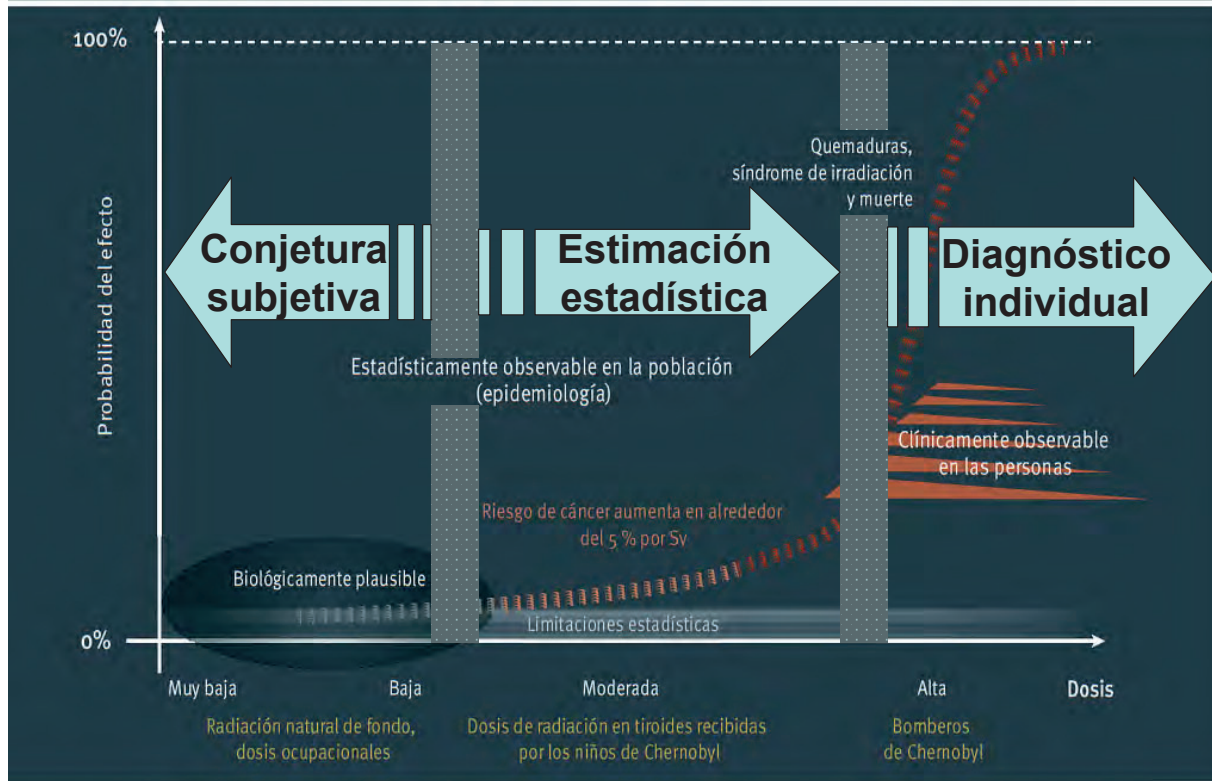 100%
Quemaduras,
síndrome de irradiación
y muerte
Probabilidad del efecto
Conjetura
subjetiva
Estimación
estadística
Diagnóstico
individual
Estadísticamente observable en la población
(epidemiología)
Clínicamente observable
en las personas
Riesgo de cáncer aumenta en alrededor
del 5 % por Sv
Biológicamente plausible
Limitaciones estadísticas
0%
Muy baja
Baja
Moderada
Alta
Dosis
Radiación natural de fondo,
dosis ocupacionales
Dosis de radiación en tiroides recibidas
por los niños de Chernobyl
Bomberos
de Chernobyl